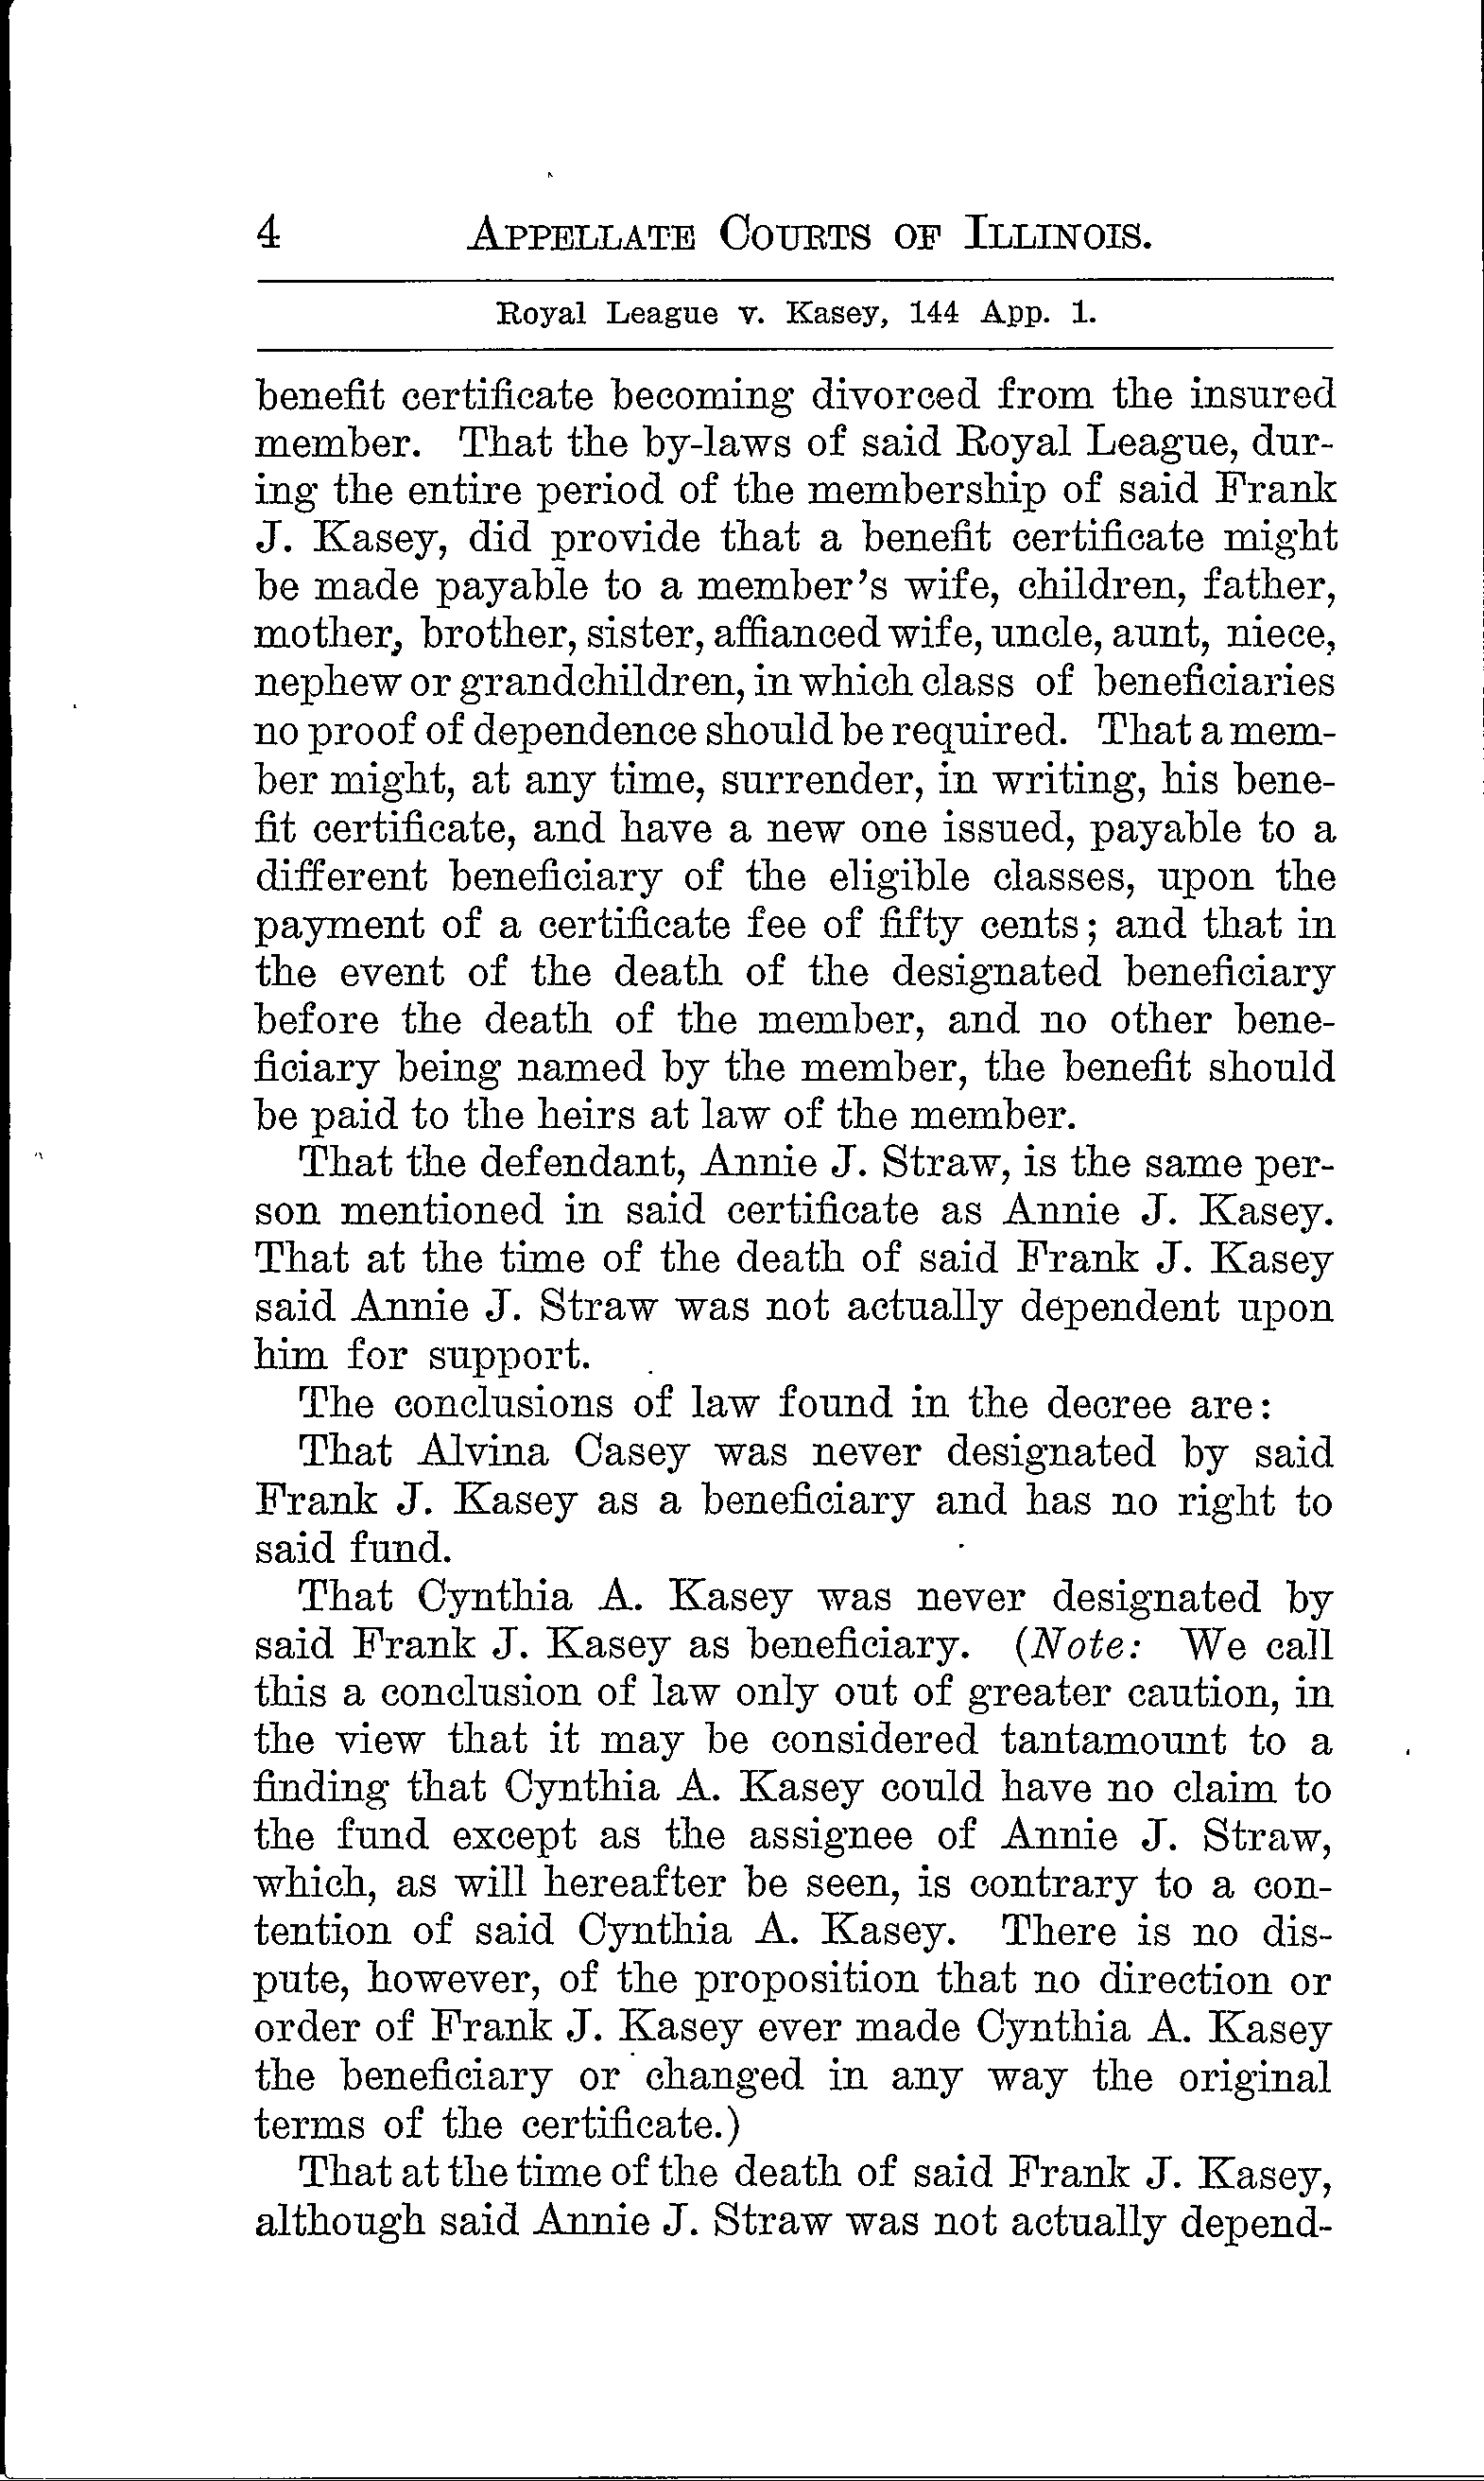 4 APPELLATE COURTS OF ILLINOIS.
Royal League v. Kasey, 144 App. 1.
benefit certificate becoming divorced from the insured
member. That the by-laws of said Royal League, dur-
ing the entire period of the membership of said Frank
J. Kasey, did provide that a benefit certificate might
be made payable to a member's wife, children, father,
mother, brother, sister, affianced wife, uncle, aunt, niece,
nephew or grandchildren, in which class of beneficiaries
no proof of dependence should be required. That a mem-
ber might, at any time, surrender, in writing, his bene-
fit certificate, and have a new one issued, payable to a
different beneficiary of the eligible classes, upon the
payment of a certificate fee of fifty cents; and that in
the event of the death of the designated beneficiary
before the death of the member, and no other bene-
ficiary being named by the member, the benefit should
be paid to the heirs at law of the member.
That the defendant, Annie J. Straw, is the same per-
son mentioned in said certificate as Annie J. Kasey.
That at the time of the death of said Frank J. Kasey
said Annie J. Straw was not actually dependent upon
him for support.
The conclusions of law found in the decree are:
That Alvina Casey was never designated by said
Frank J. Kasey as a beneficiary and has no right to
said fund.
That Cynthia A. Kasey was never designated by
said Frank J. Kasey as beneficiary. (Note: We call
this a conclusion of law only out of greater caution, in
the view that it may be considered tantamount to a
finding that Cynthia A. Kasey could have no claim to
the fund except as the assignee of Annie J. Straw,
which, as will hereafter be seen, is contrary to a con-
tention of said Cynthia A. Kasey. There is no dis-
pute, however, of the proposition that no direction or
order of Frank J. Kasey ever made Cynthia A. Kasey
the beneficiary or changed in any way the original
terms of the certificate.)
That at the time of the death of said Frank J. Kasey,
although said Annie J. Straw was not actually depend-